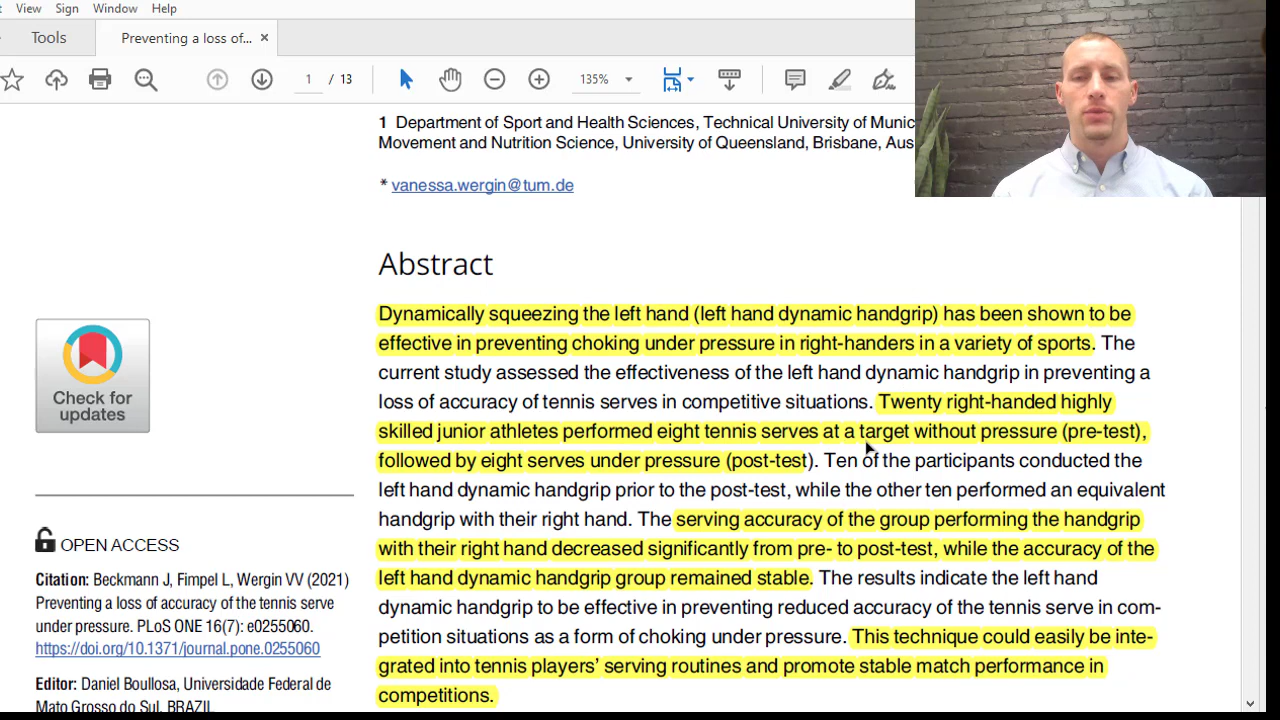 View Sign Window Help
Tools
Preventing a loss of... ×
1 / 13
135%
1 Department of Sport and Health Sciences, Technical University of Munic
Movement and Nutrition Science, University of Queensland, Brisbane, Aus
* vanessa.wergin@tum.de
Abstract
Dynamically squeezing the left hand (left hand dynamic handgrip) has been shown to be
effective in preventing choking under pressure in right-handers in a variety of sports. The
current study assessed the effectiveness of the left hand dynamic handgrip in preventing a
loss of accuracy of tennis serves in competitive situations. Twenty right-handed highly
skilled junior athletes performed eight tennis serves at a target without pressure (pre-test),
followed by eight serves under pressure (post-test). Ten of the participants conducted the
left hand dynamic handgrip prior to the post-test, while the other ten performed an equivalent
handgrip with their right hand. The serving accuracy of the group performing the handgrip
with their right hand decreased significantly from pre- to post-test, while the accuracy of the
left hand dynamic handgrip group remained stable. The results indicate the left hand
dynamic handgrip to be effective in preventing reduced accuracy of the tennis serve in com-
petition situations as a form of choking under pressure. This technique could easily be inte-
grated into tennis players’ serving routines and promote stable match performance in
competitions.
Check for
updates
OPEN ACCESS
Citation: Beckmann J, Fimpel L, Wergin VV (2021)
Preventing a loss of accuracy of the tennis serve
under pressure. PLoS ONE 16(7): e0255060.
https://doi.org/10.1371/journal.pone.0255060
Editor: Daniel Boullosa, Universidade Federal de
Mato Grosso do Sul, BRAZIL